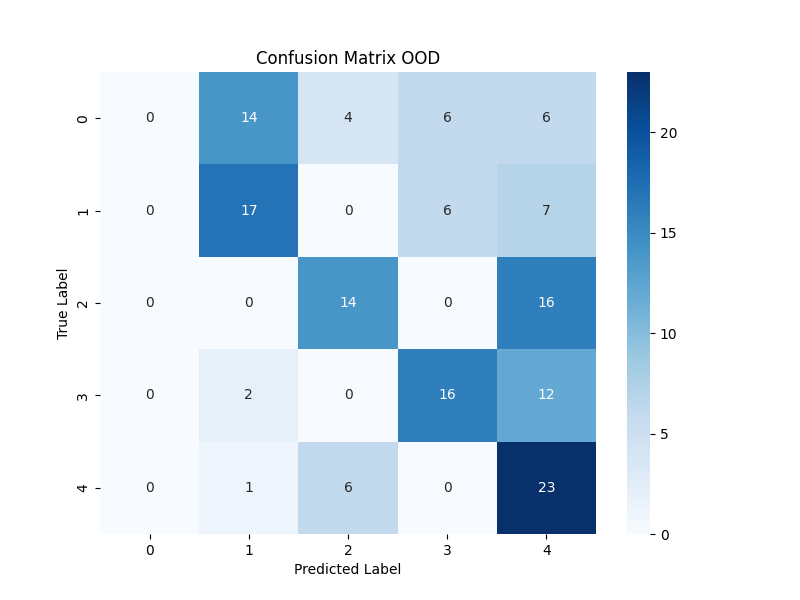 Confusion Matrix OOD
0 0 14 4 6 6
1 0 17 0 6 7
2 0 0 14 0 16
3 0 2 0 16 12
4 0 1 6 0 23
0 1 2 3 4
True Label
Predicted Label
20
15
10
5
0